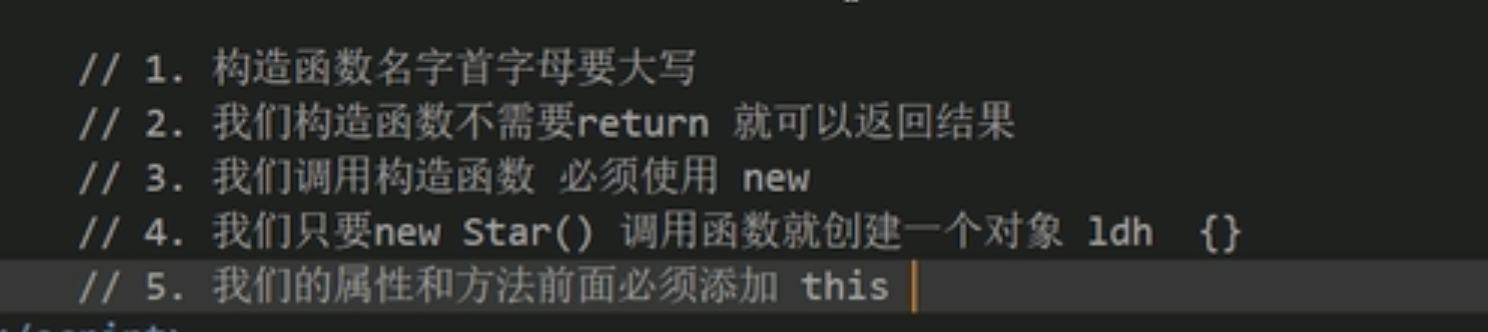 // 1. 构造函数名字首字母要大写
// 2. 我们构造函数不需要return 就可以返回结果
// 3. 我们调用构造函数 必须使用 new
// 4. 我们只要new Star() 调用函数就创建一个对象 ldh  {}
// 5. 我们的属性和方法前面必须添加 this